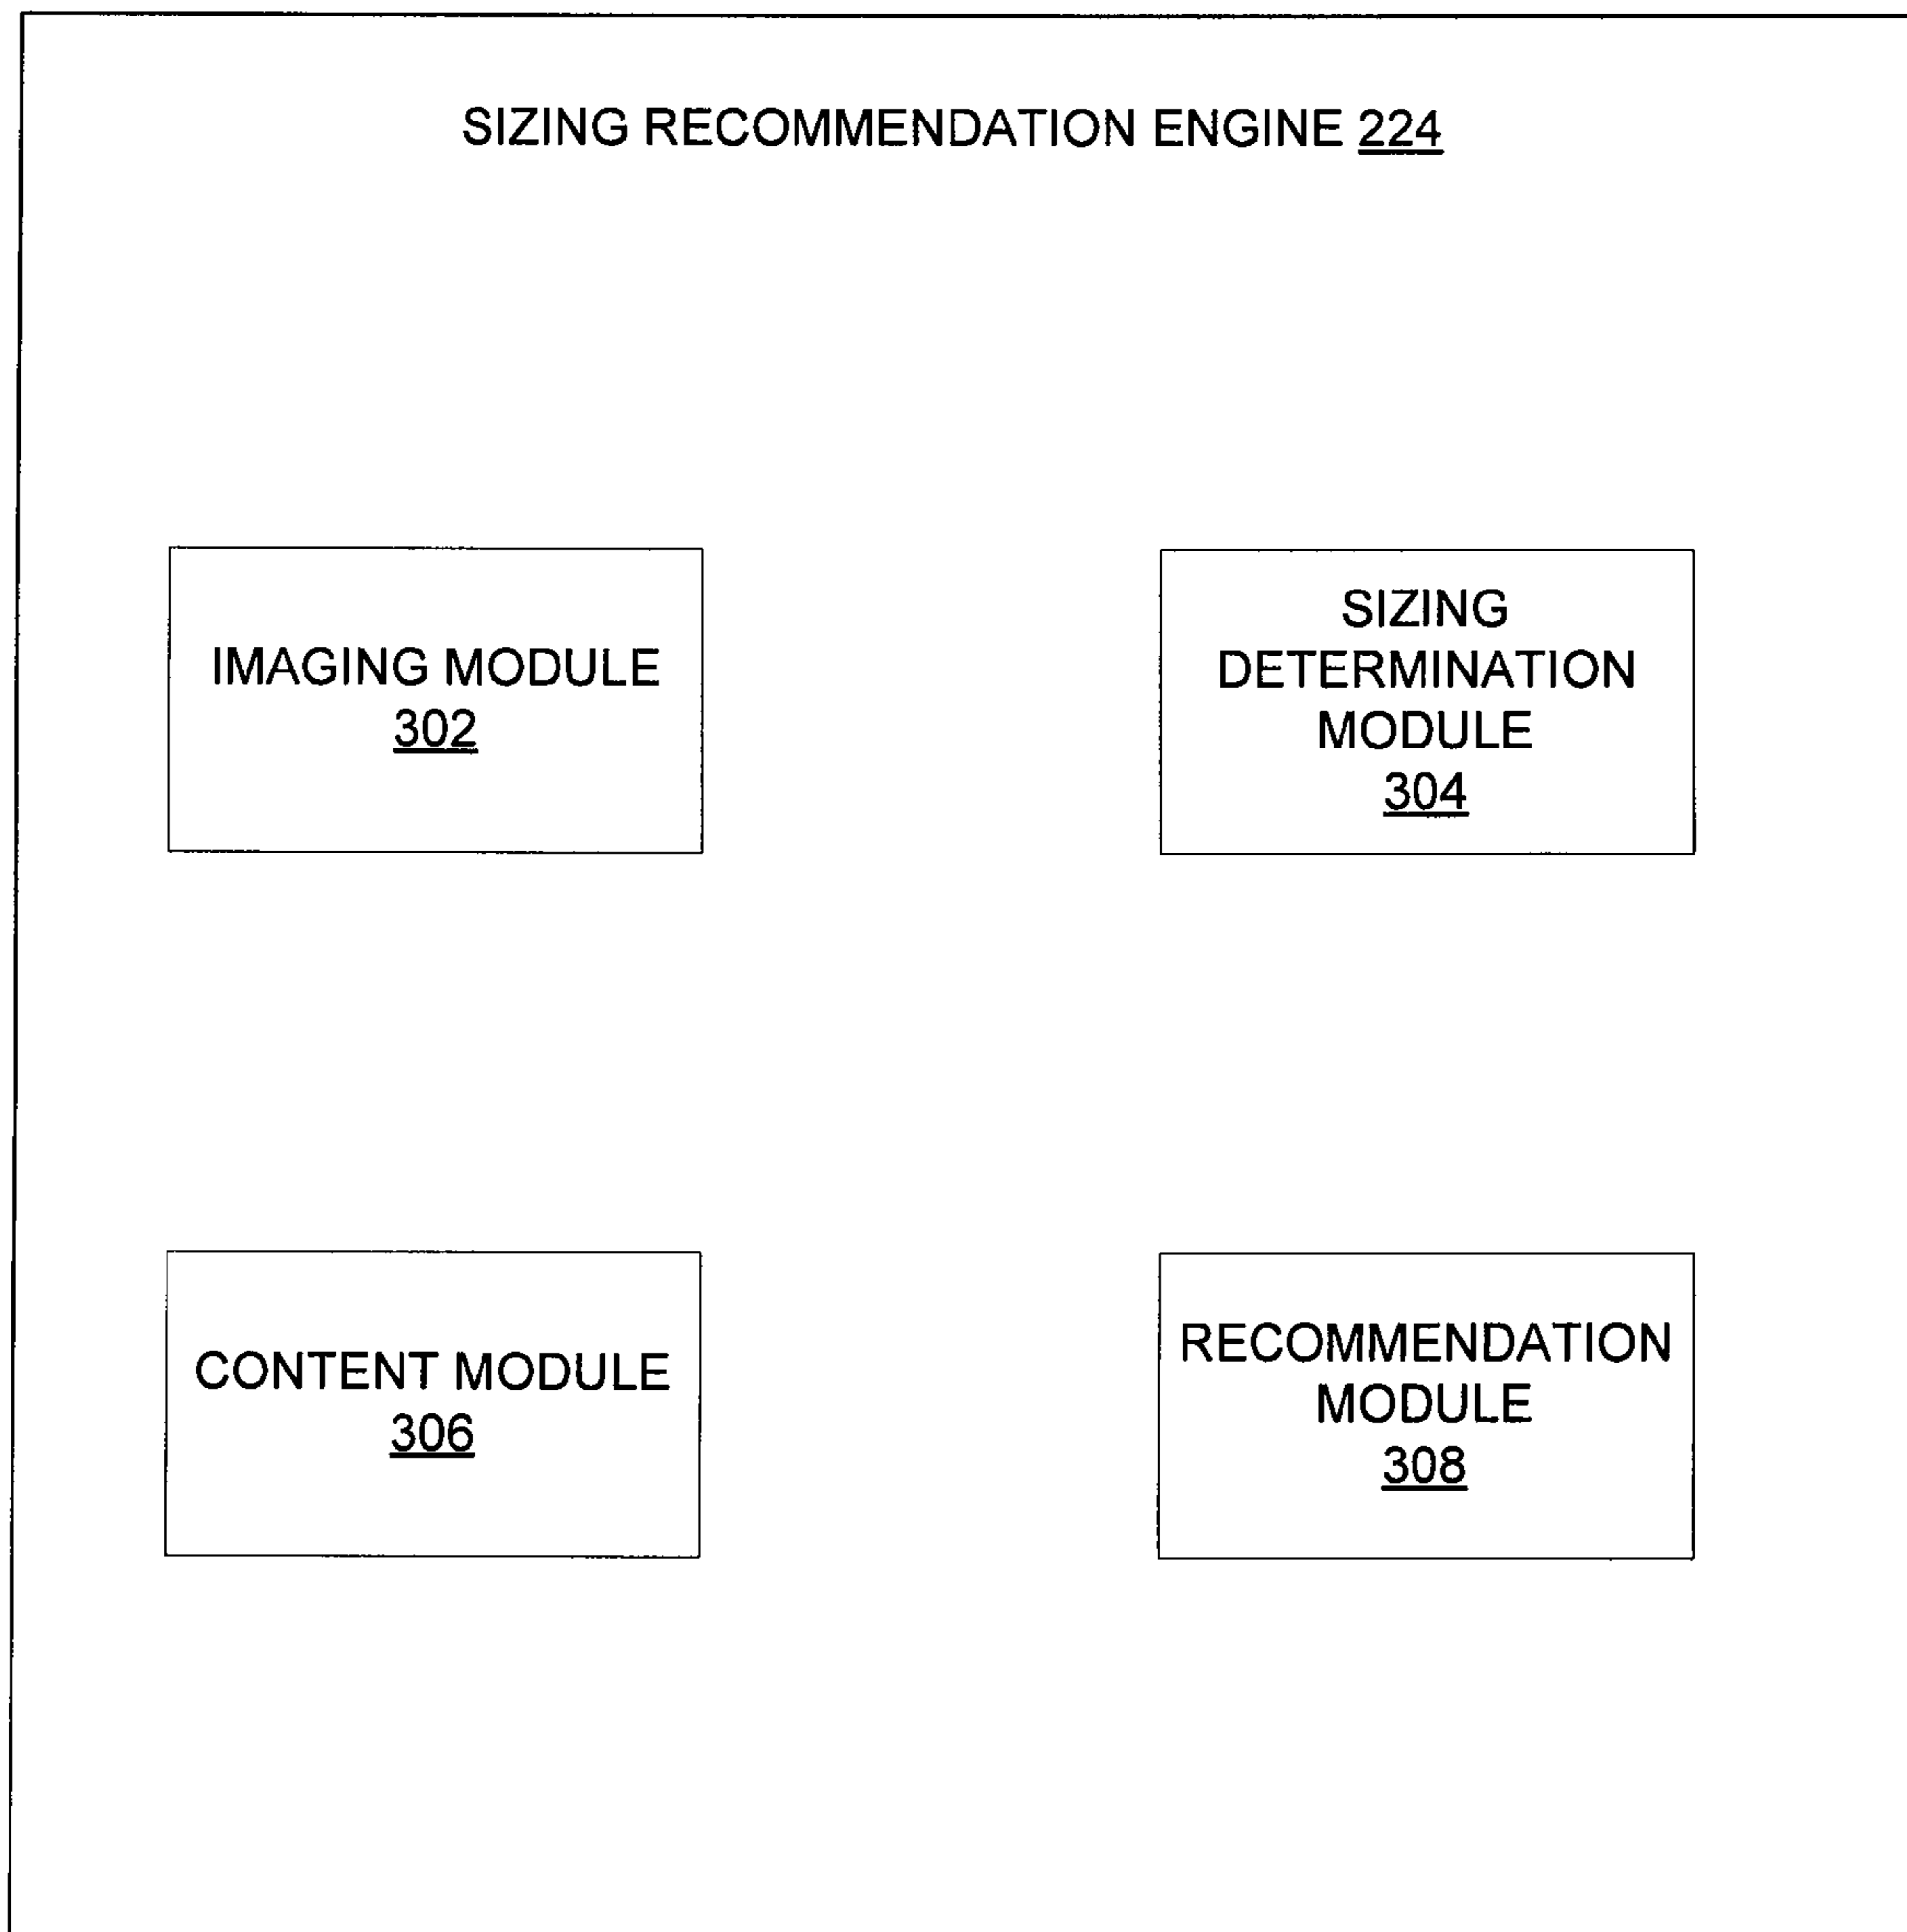 SIZING RECOMMENDATION ENGINE 224
IMAGING MODULE
302
SIZING
DETERMINATION
MODULE
304
CONTENT MODULE
306
RECOMMENDATION
MODULE
308